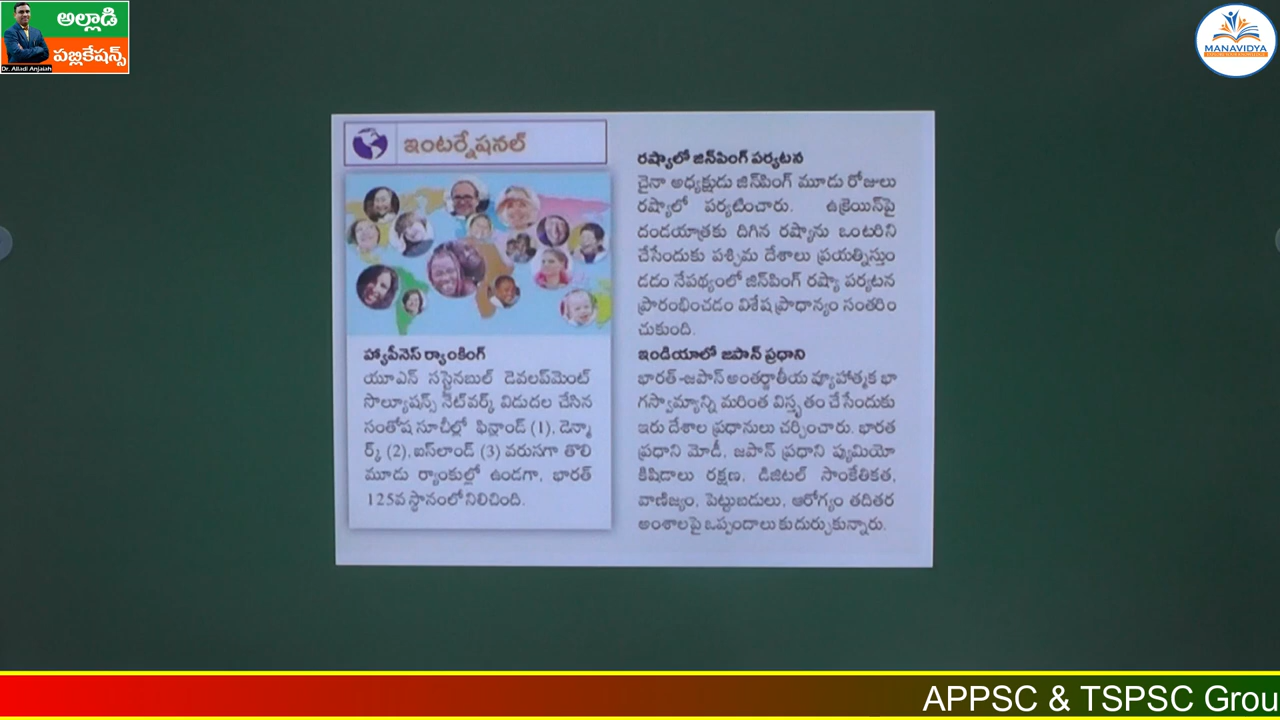 అల్లాడి
పబ్లికేషన్స్
Dr. Alladi Anjaiah
MANAVIDYA
ఇంటర్నేషనల్
హ్యాపీనెస్ ర్యాంకింగ్
యూఎన్ సస్టైనబుల్ డెవలప్‌మెంట్
సొల్యూషన్స్ నెట్‌వర్క్ విడుదల చేసిన
సంతోష సూచీల్లో ఫిన్లాండ్ (1), డెన్మా
ర్క్ (2), ఐస్‌లాండ్ (3) వరుసగా తొలి
మూడు ర్యాంకుల్లో ఉండగా, భారత్
125వ స్థానంలో నిలిచింది.
రష్యాలో జిన్‌పింగ్ పర్యటన
చైనా అధ్యక్షుడు జిన్‌పింగ్ మూడు రోజులు
రష్యాలో పర్యటించారు. ఉక్రెయిన్‌పై
దండయాత్రకు దిగిన రష్యాను ఒంటరిని
చేసేందుకు పశ్చిమ దేశాలు ప్రయత్నిస్తుం
డడం నేపథ్యంలో జిన్‌పింగ్ రష్యా పర్యటన
ప్రారంభించడం విశేష ప్రాధాన్యం సంతరిం
చుకుంది.
ఇండియాలో జపాన్ ప్రధాని
భారత్-జపాన్ అంతర్జాతీయ వ్యూహాత్మక భా
గస్వామ్యాన్ని మరింత విస్తృతం చేసేందుకు
ఇరు దేశాల ప్రధానులు చర్చించారు. భారత
ప్రధాని మోదీ, జపాన్ ప్రధాని ఫ్యుమియో
కిషిదాలు రక్షణ, డిజిటల్ సాంకేతికత,
వాణిజ్యం, పెట్టుబడులు, ఆరోగ్యం తదితర
అంశాలపై ఒప్పందాలు కుదుర్చుకున్నారు.
APPSC & TSPSC Grou